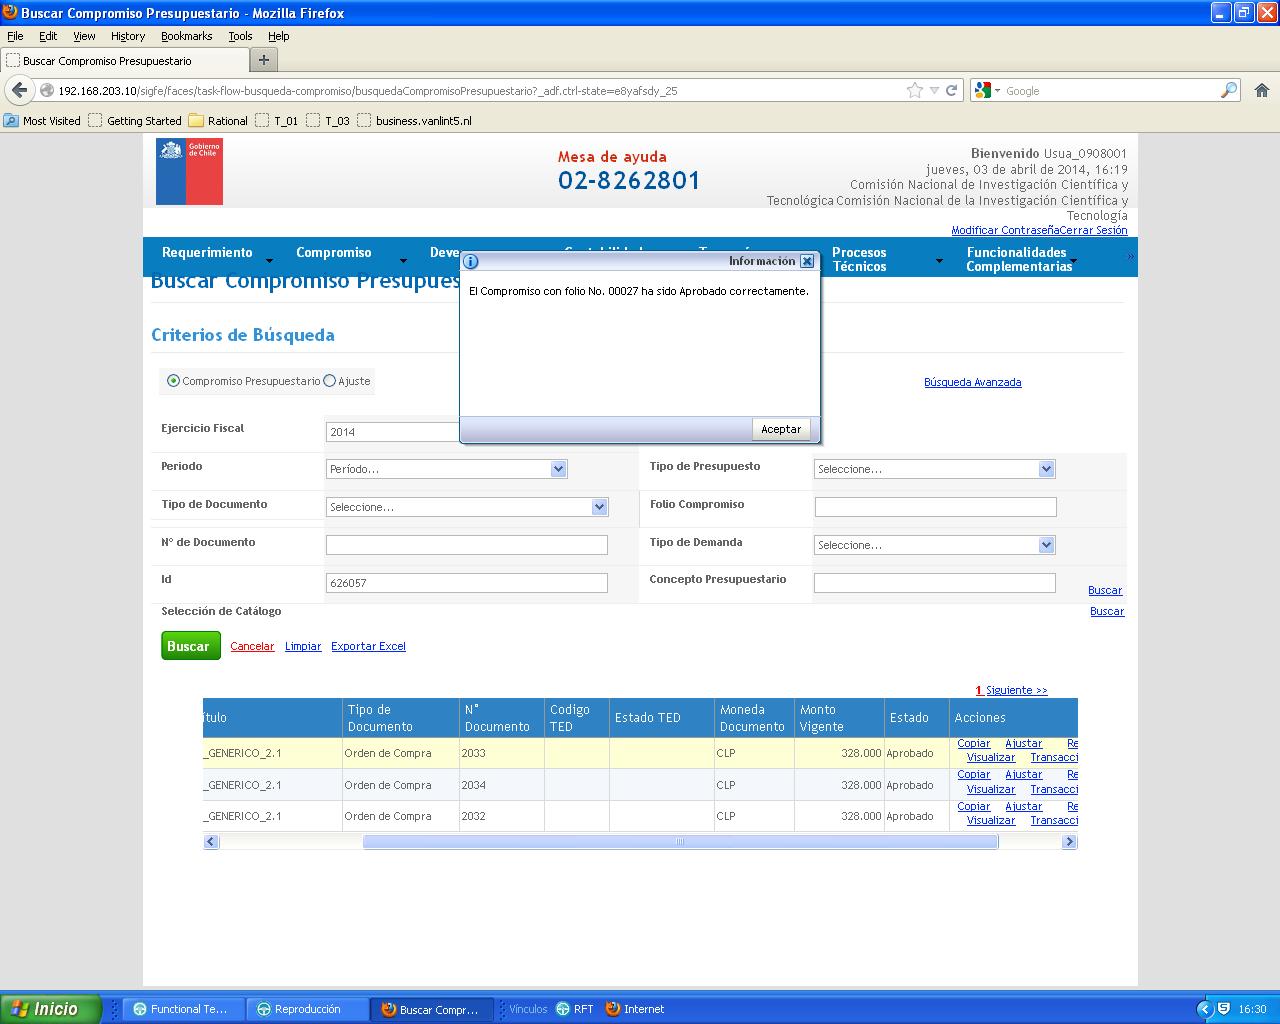 Buscar Compromiso Presupuestario - Mozilla Firefox
File Edit View History Bookmarks Tools Help
Buscar Compromiso Presupuestario
192.168.203.10/sigfe/faces/task-flow-busqueda-compromiso/busquedaCompromisoPresupuestario?_adf.ctrl-state=e8yafsdy_25
Google
Most Visited Getting Started Rational T_01 T_03 business.vanlint5.nl
Gobierno
de Chile
Mesa de ayuda
02-8262801
Bienvenido Usua_0908001
jueves, 03 de abril de 2014, 16:19
Comisión Nacional de Investigación Científica y
Tecnológica Comisión Nacional de la Investigación Científica y
Tecnología
Modificar Contraseña Cerrar Sesión
Requerimiento Compromiso Deve
Procesos
Técnicos
Funcionalidades
Complementarias
»
Buscar Compromiso Presupues
Información
El Compromiso con folio No. 00027 ha sido Aprobado correctamente.
Aceptar
Criterios de Búsqueda
Compromiso Presupuestario Ajuste
Búsqueda Avanzada
Ejercicio Fiscal 2014
Periodo Período... Tipo de Presupuesto Seleccione...
Tipo de Documento Seleccione... Folio Compromiso
N° de Documento Tipo de Demanda Seleccione...
Id 626057 Concepto Presupuestario Buscar
Selección de Catálogo Buscar
Buscar Cancelar Limpiar Exportar Excel
1 Siguiente >>
ítulo Tipo de Documento N° Documento Codigo TED Estado TED Moneda Documento Monto Vigente Estado Acciones
_GENERICO_2.1 Orden de Compra 2033 CLP 328.000 Aprobado Copiar Ajustar Re
Visualizar Transacci
_GENERICO_2.1 Orden de Compra 2034 CLP 328.000 Aprobado Copiar Ajustar Re
Visualizar Transacci
_GENERICO_2.1 Orden de Compra 2032 CLP 328.000 Aprobado Copiar Ajustar Re
Visualizar Transacci
Inicio Functional Te... Reproducción Buscar Compr... Vínculos RFT Internet 16:30